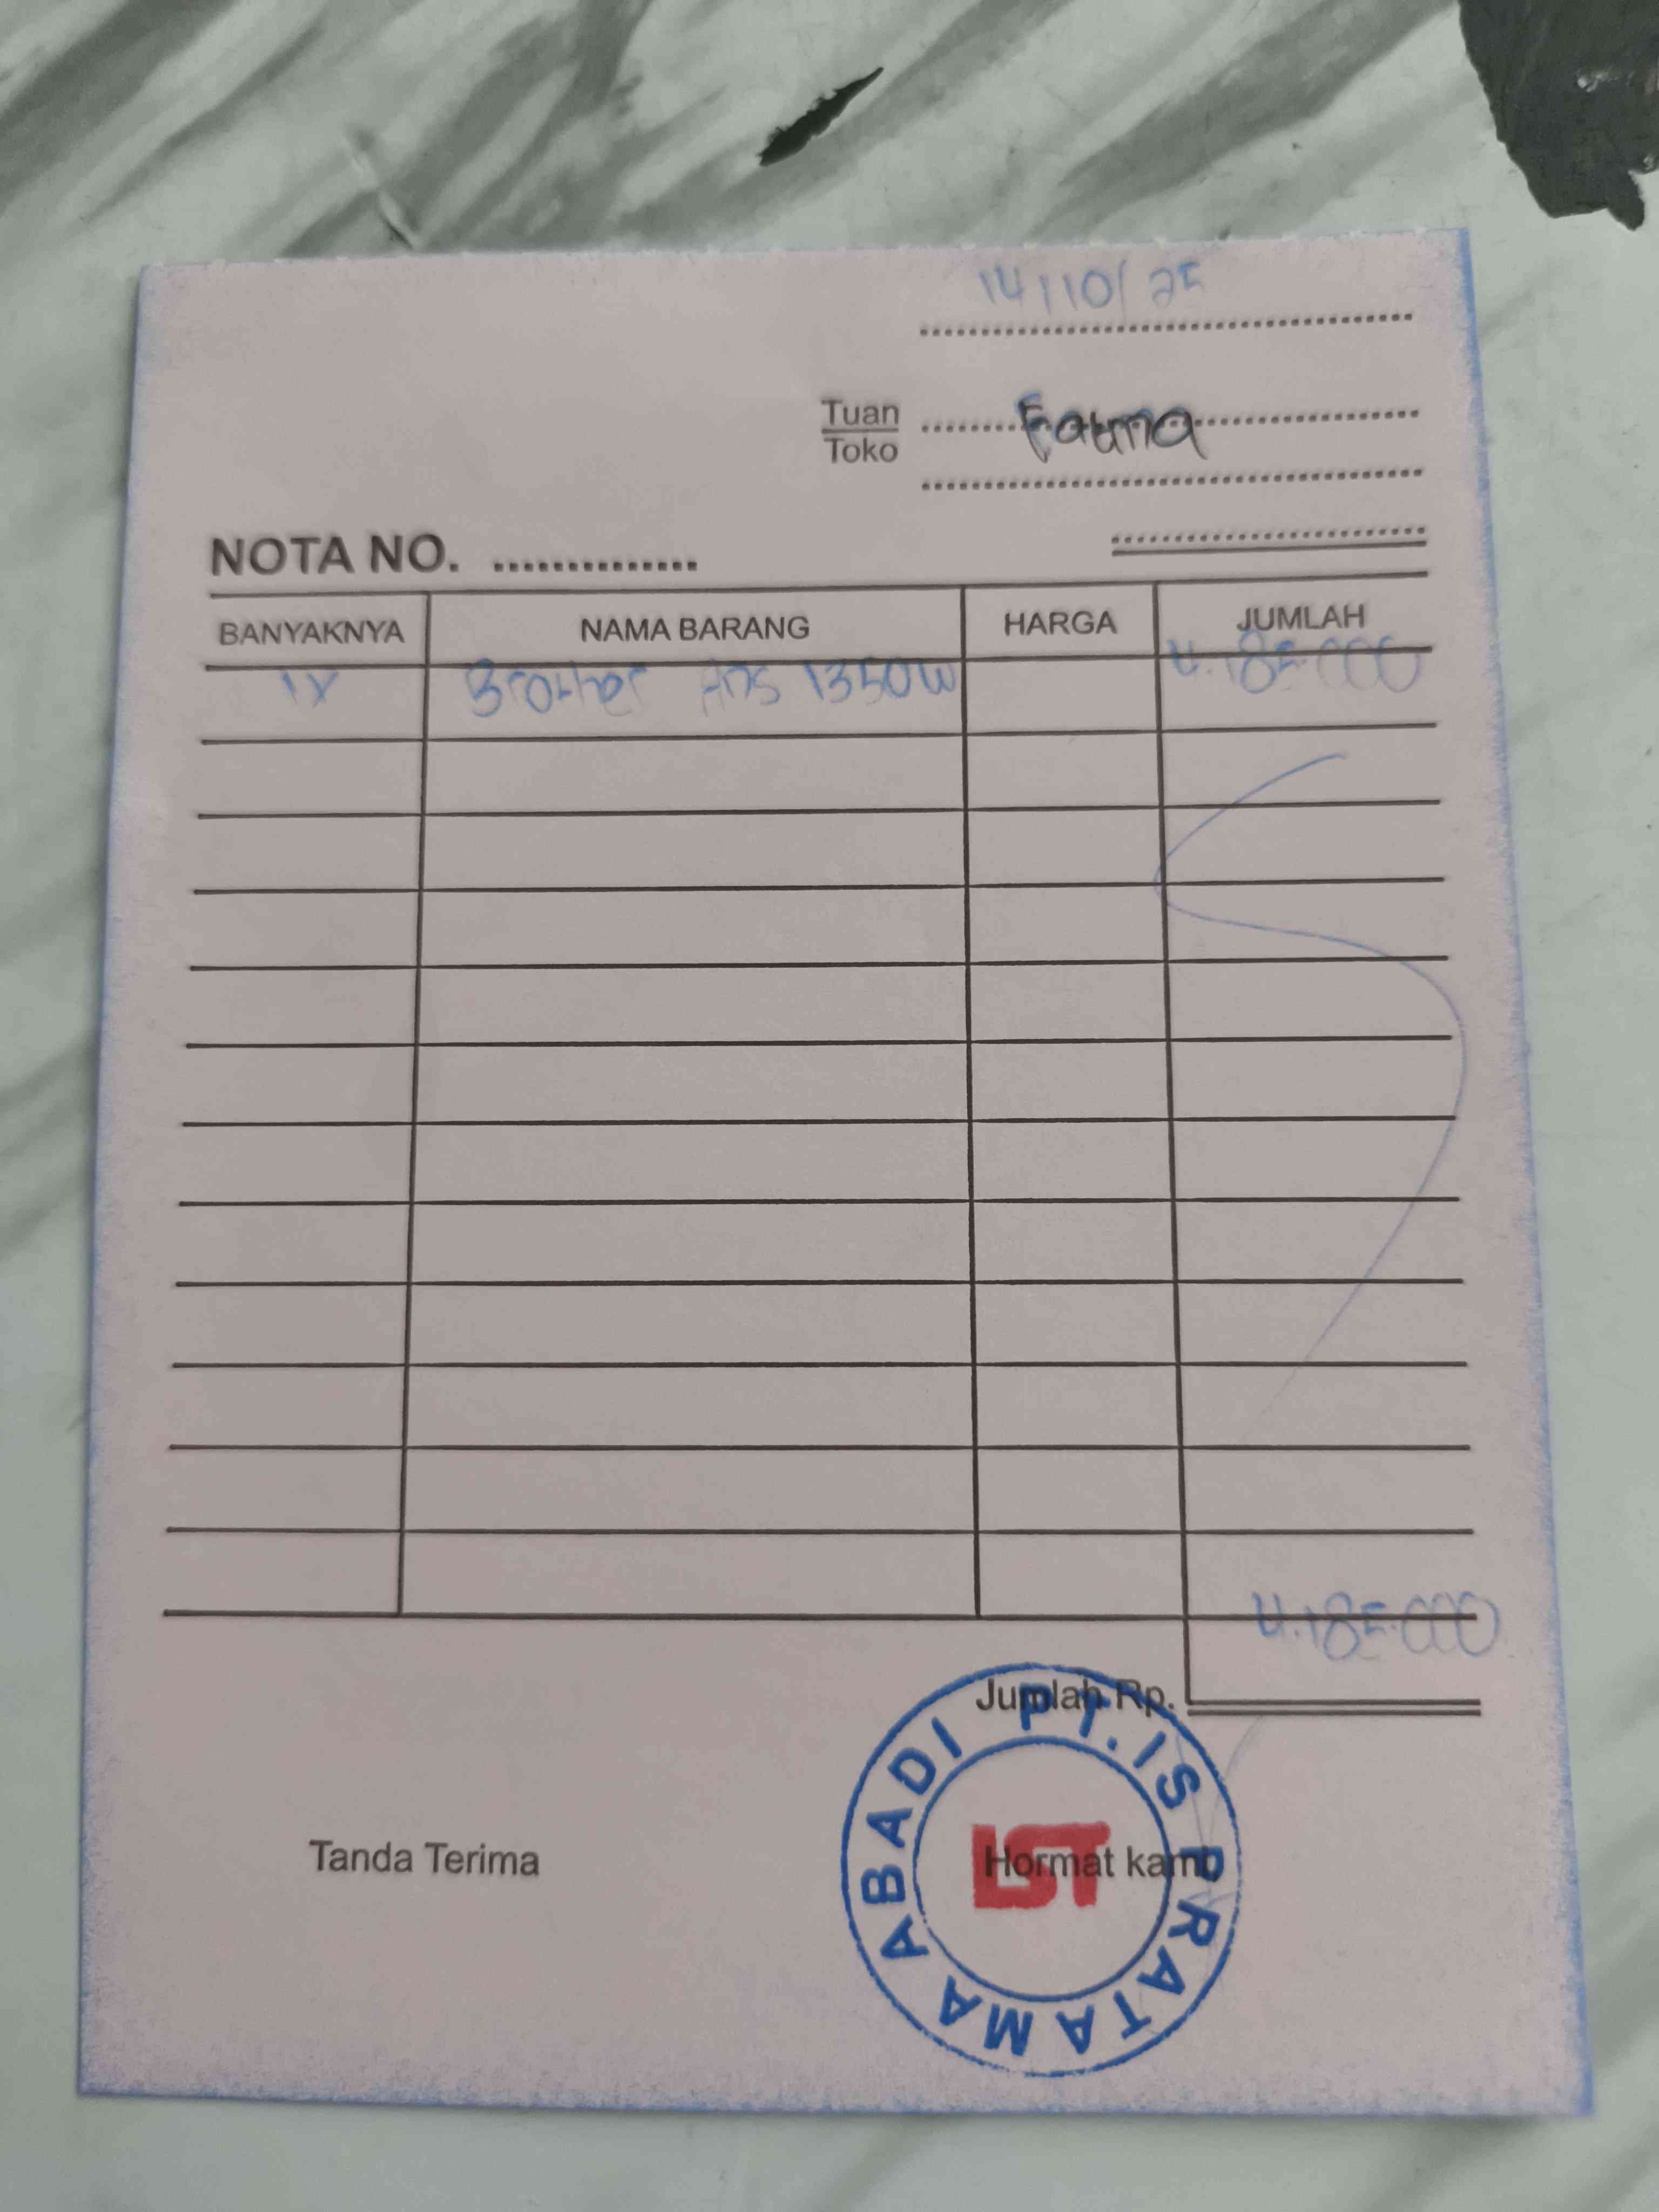 14/10/25
Tuan
Toko
Fatma
NOTA NO. ..............
BANYAKNYA NAMA BARANG HARGA JUMLAH
1X Brother ADS 1350W 4.185.000
4.185.000
Jumlah Rp.
Tanda Terima Hormat kami
PT. IS PRATAMA ABADI
IST